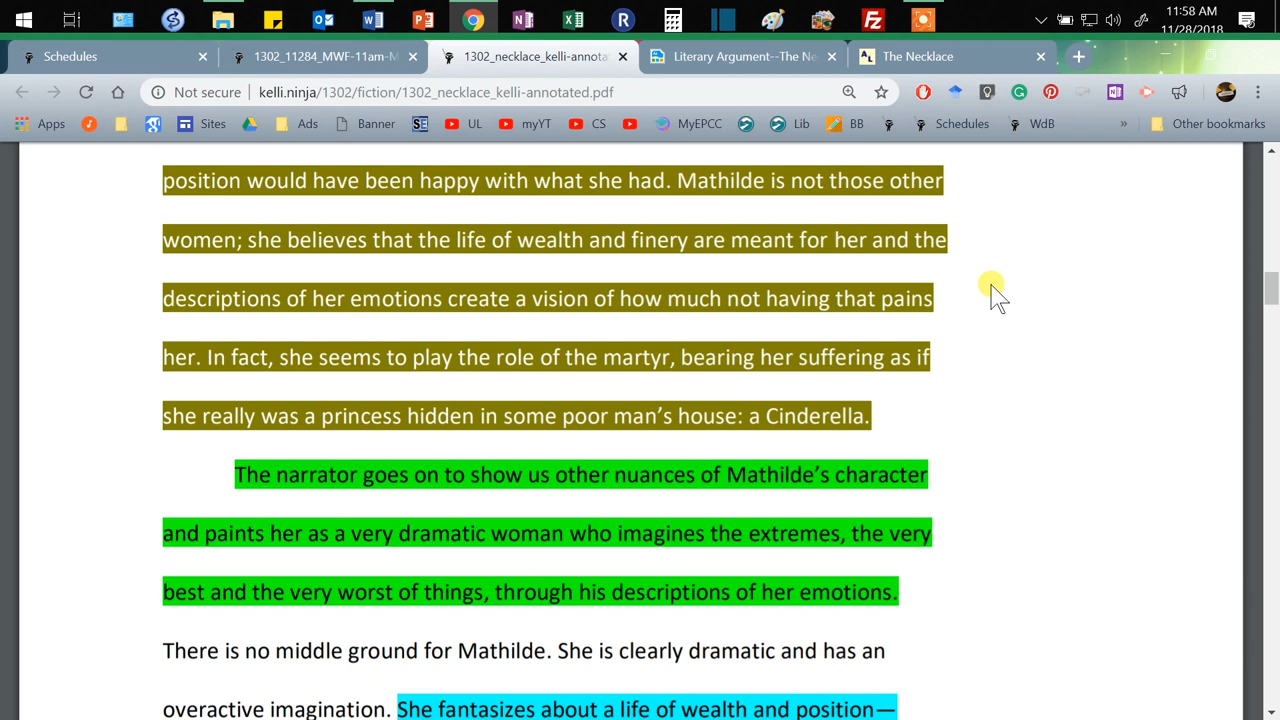 11:58 AM
11/28/2018
Schedules
1302_11284_MWF-11am-M
1302_necklace_kelli-annotat
Literary Argument--The Ne
The Necklace
Not secure
kelli.ninja/1302/fiction/1302_necklace_kelli-annotated.pdf
Apps
Sites
Ads
Banner
SE
UL
myYT
CS
MyEPCC
Lib
BB
Schedules
WdB
»
Other bookmarks
position would have been happy with what she had. Mathilde is not those other
women; she believes that the life of wealth and finery are meant for her and the
descriptions of her emotions create a vision of how much not having that pains
her. In fact, she seems to play the role of the martyr, bearing her suffering as if
she really was a princess hidden in some poor man’s house: a Cinderella.
The narrator goes on to show us other nuances of Mathilde’s character
and paints her as a very dramatic woman who imagines the extremes, the very
best and the very worst of things, through his descriptions of her emotions.
There is no middle ground for Mathilde. She is clearly dramatic and has an
overactive imagination. She fantasizes about a life of wealth and position—